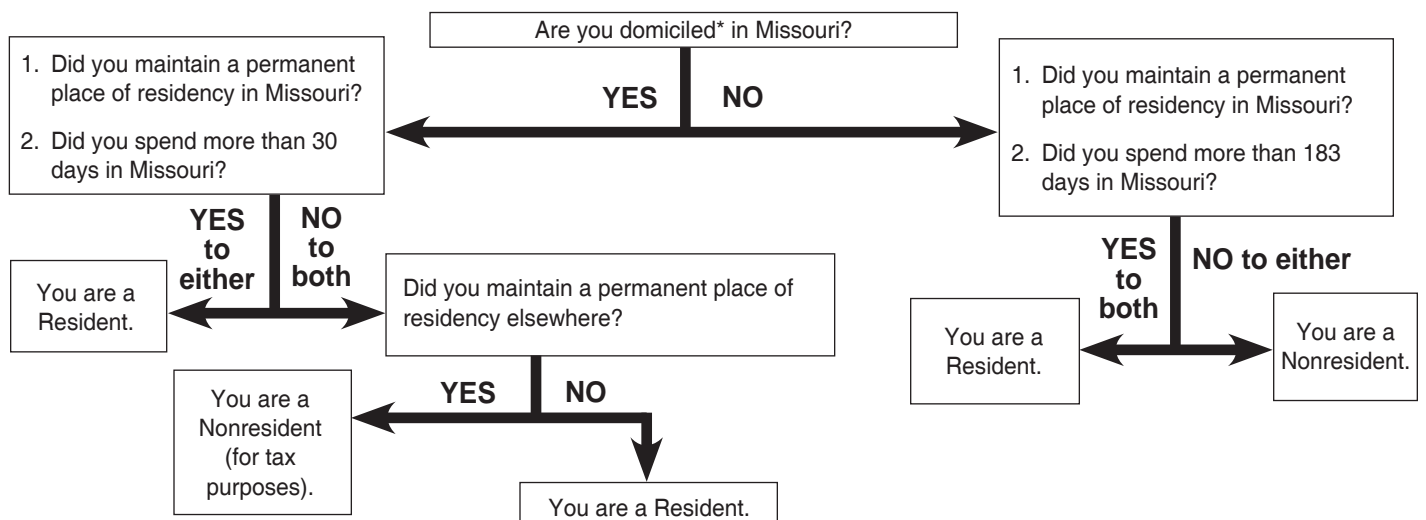 Are you domiciled* in Missouri?
YES NO
1. Did you maintain a permanent
place of residency in Missouri?
2. Did you spend more than 30
days in Missouri?
1. Did you maintain a permanent
place of residency in Missouri?
2. Did you spend more than 183
days in Missouri?
YES
to
either
NO
to
both
You are a
Resident.
Did you maintain a permanent place of
residency elsewhere?
YES NO
You are a
Nonresident
(for tax
purposes).
You are a Resident.
YES
to
both
NO to either
You are a
Resident.
You are a
Nonresident.